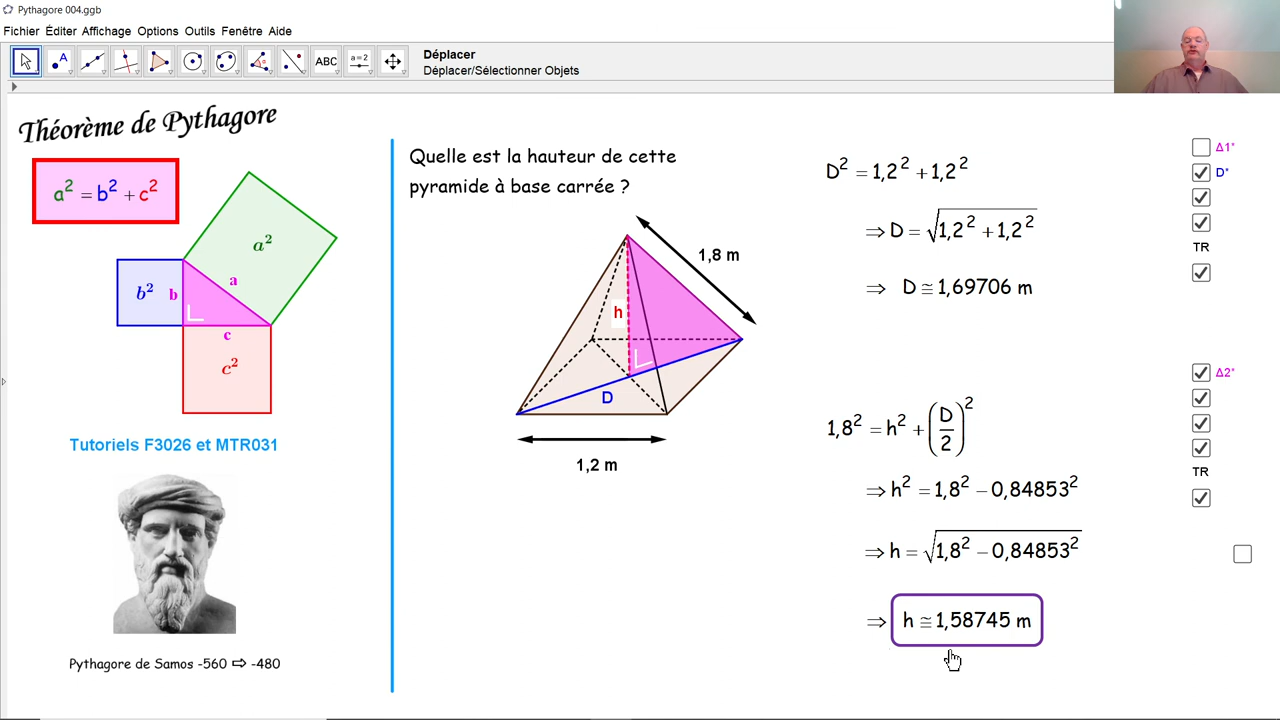 Pythagore 004.ggb
Fichier Éditer Affichage Options Outils Fenêtre Aide
A
ABC
a=2
Déplacer
Déplacer/Sélectionner Objets
Théorème de Pythagore
a² = b² + c²
a²
b²
b
a
c
c²
Tutoriels F3026 et MTR031
Pythagore de Samos -560 ⇨ -480
Quelle est la hauteur de cette
pyramide à base carrée ?
1,8 m
h
D
1,2 m
D² = 1,2² + 1,2²
⇒ D = √(1,2² + 1,2²)
⇒ D ≅ 1,69706 m
1,8² = h² + (D/2)²
⇒ h² = 1,8² − 0,84853²
⇒ h = √(1,8² − 0,84853²)
⇒ h ≅ 1,58745 m
Δ1°
D°
TR
Δ2°
TR